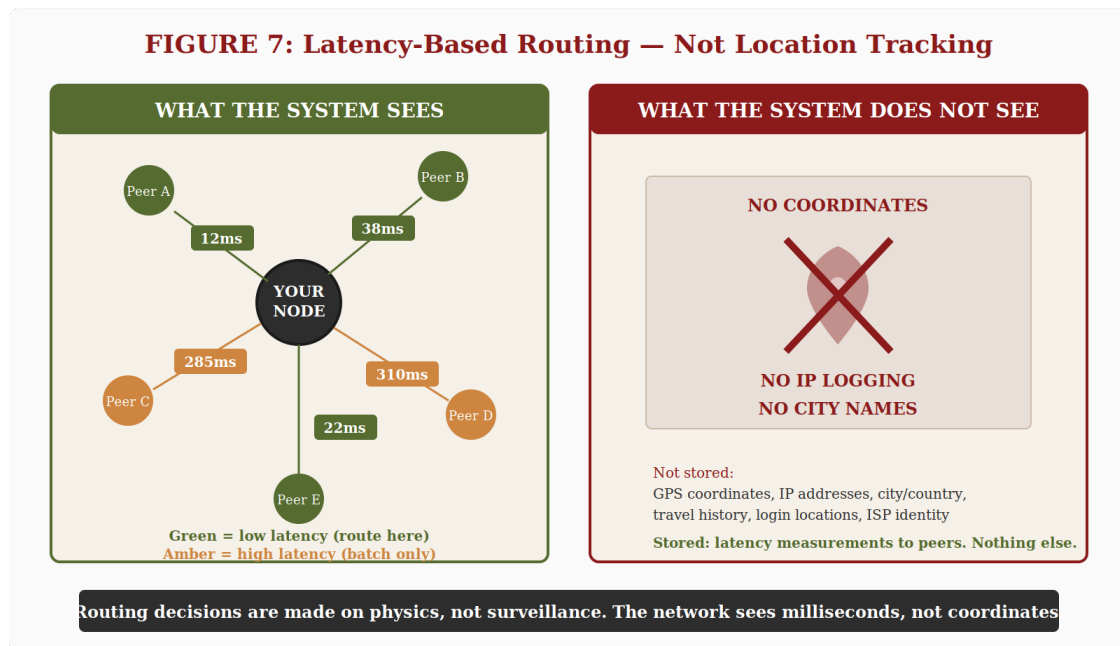 FIGURE 7: Latency-Based Routing — Not Location Tracking
WHAT THE SYSTEM SEES
Peer A
Peer B
12ms
38ms
YOUR
NODE
285ms
310ms
Peer C
Peer D
22ms
Peer E
Green = low latency (route here)
Amber = high latency (batch only)
WHAT THE SYSTEM DOES NOT SEE
NO COORDINATES
NO IP LOGGING
NO CITY NAMES
Not stored:
GPS coordinates, IP addresses, city/country,
travel history, login locations, ISP identity
Stored: latency measurements to peers. Nothing else.
Routing decisions are made on physics, not surveillance. The network sees milliseconds, not coordinates